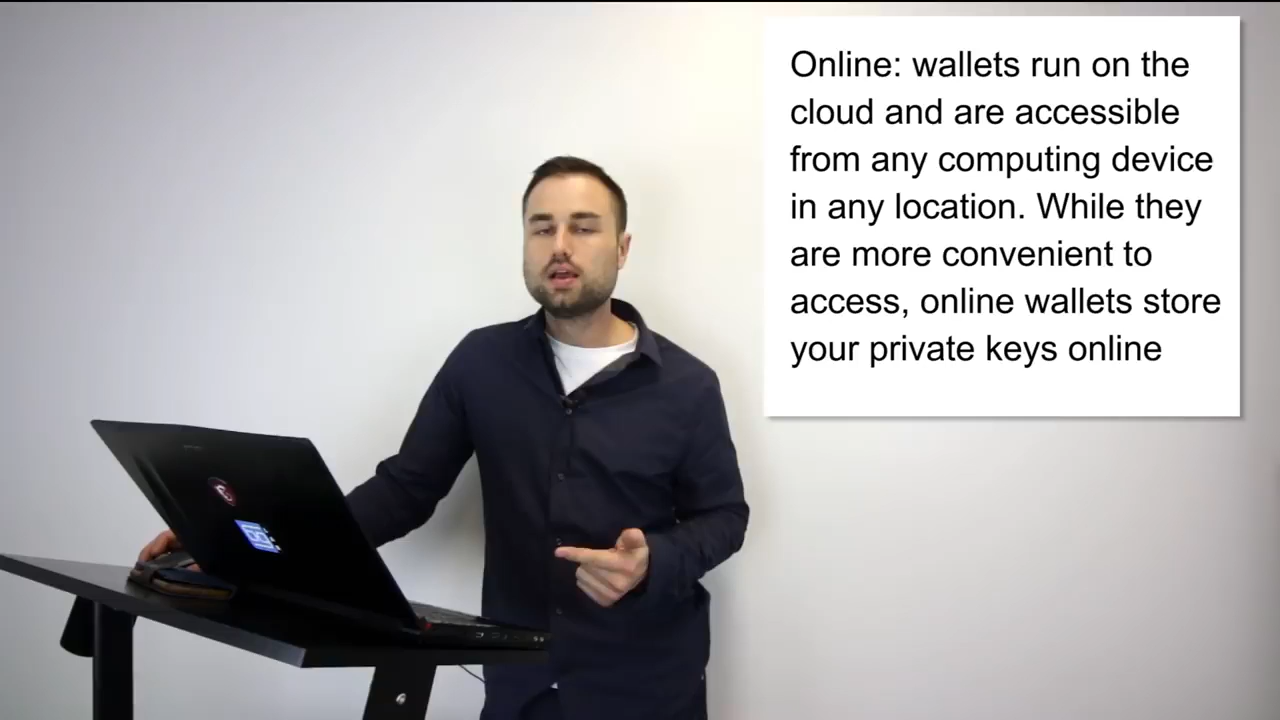 Online: wallets run on the
cloud and are accessible
from any computing device
in any location. While they
are more convenient to
access, online wallets store
your private keys online